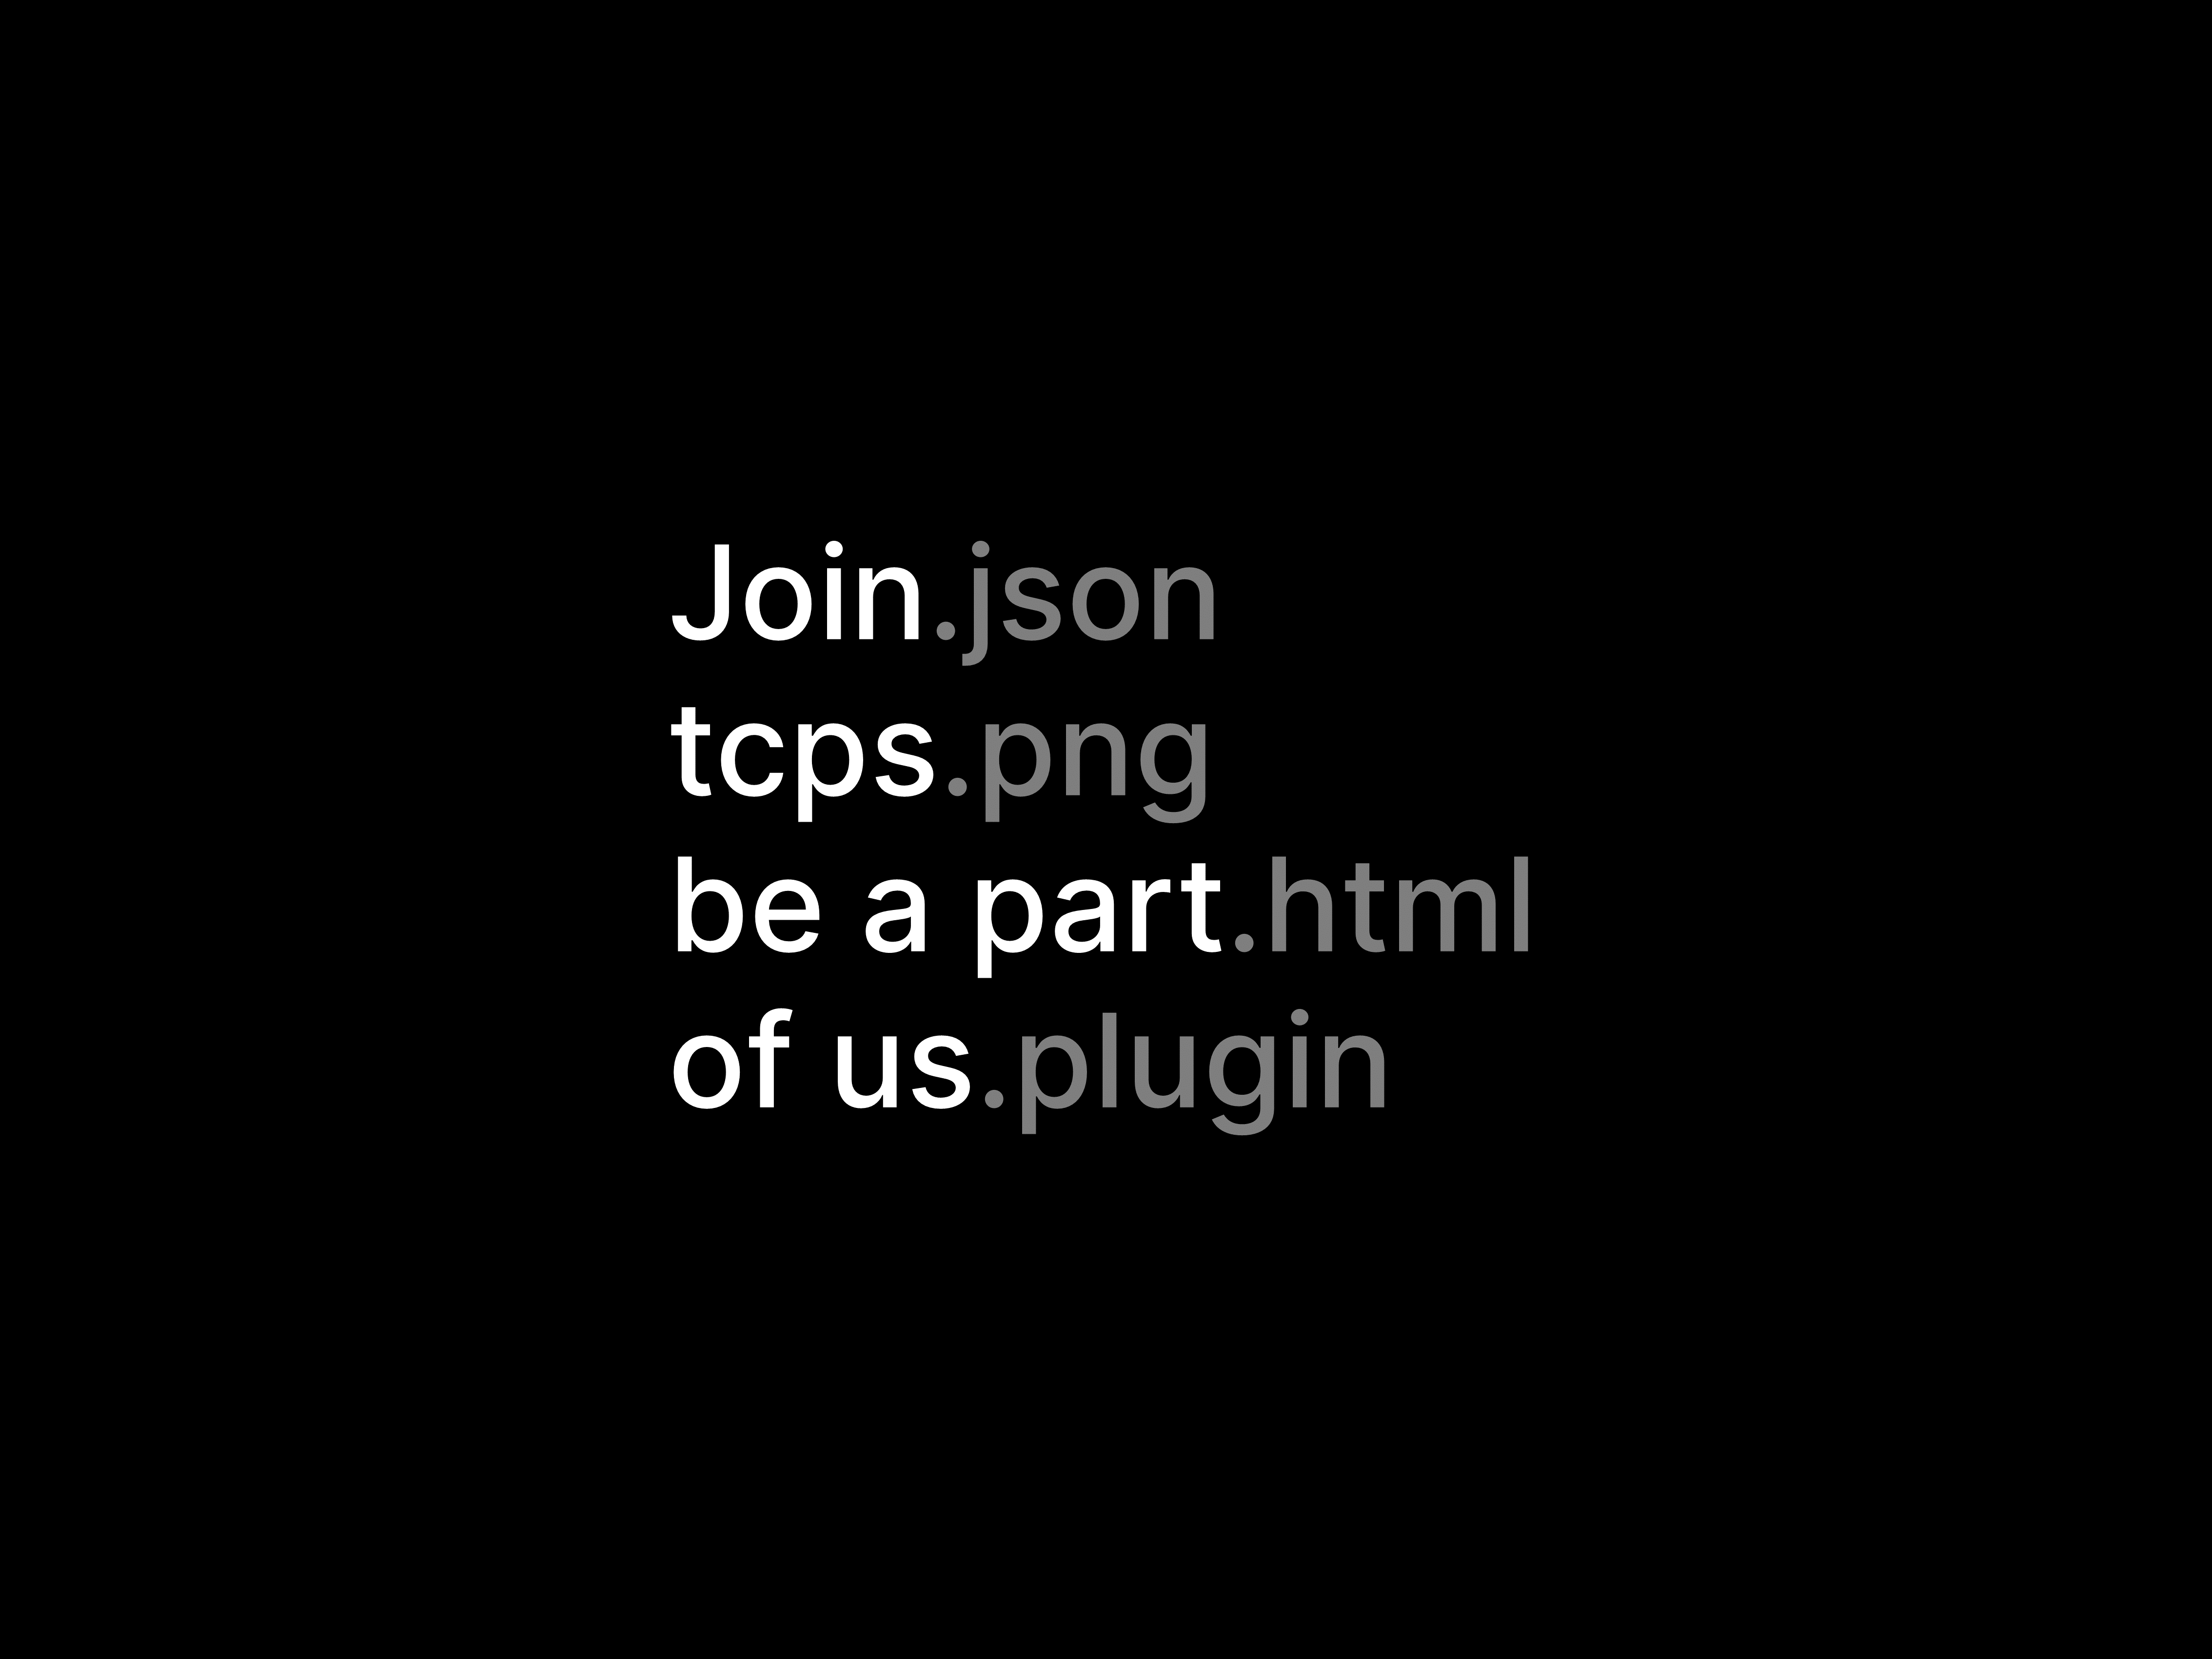 Join.json
tcps.png
be a part.html
of us.plugin